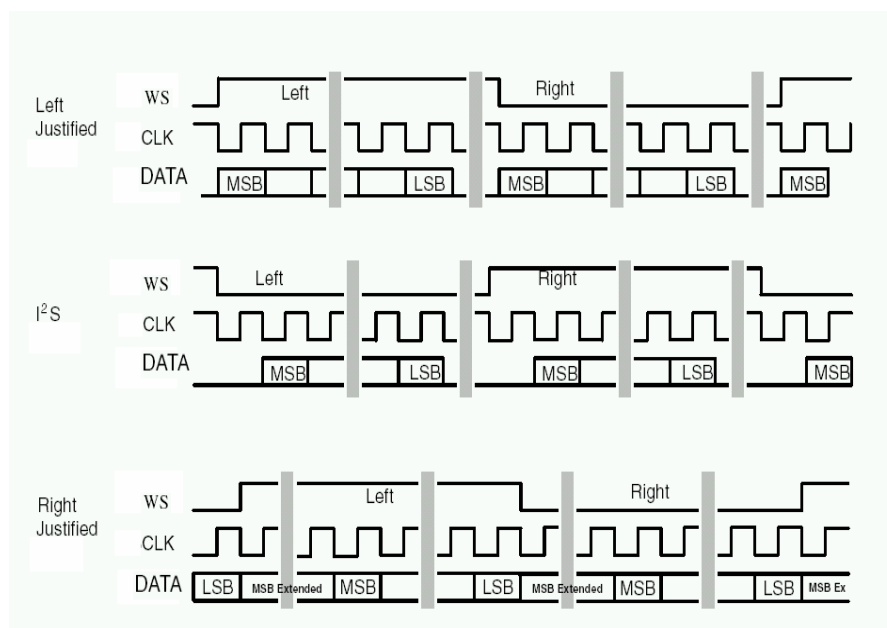 Left Justified
WS Left Right
CLK
DATA MSB LSB MSB LSB MSB
I²S
WS Left Right
CLK
DATA MSB LSB MSB LSB MSB
Right Justified
WS Left Right
CLK
DATA LSB MSB Extended MSB LSB MSB Extended MSB LSB MSB Ex